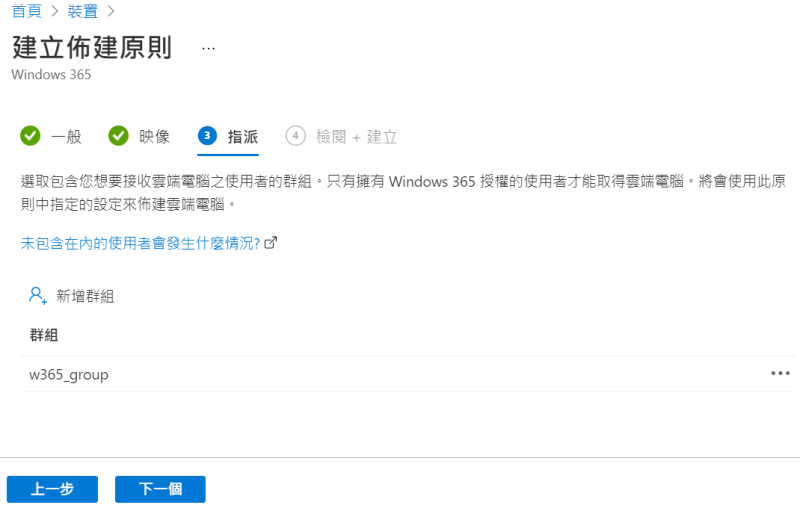 首頁 > 裝置 >
建立佈建原則 ...
Windows 365
一般 映像 3 指派 4 檢閱 + 建立
選取包含您想要接收雲端電腦之使用者的群組。只有擁有 Windows 365 授權的使用者才能取得雲端電腦。將會使用此原
則中指定的設定來佈建雲端電腦。
未包含在內的使用者會發生什麼情況?
新增群組
群組
w365_group
上一步 下一個